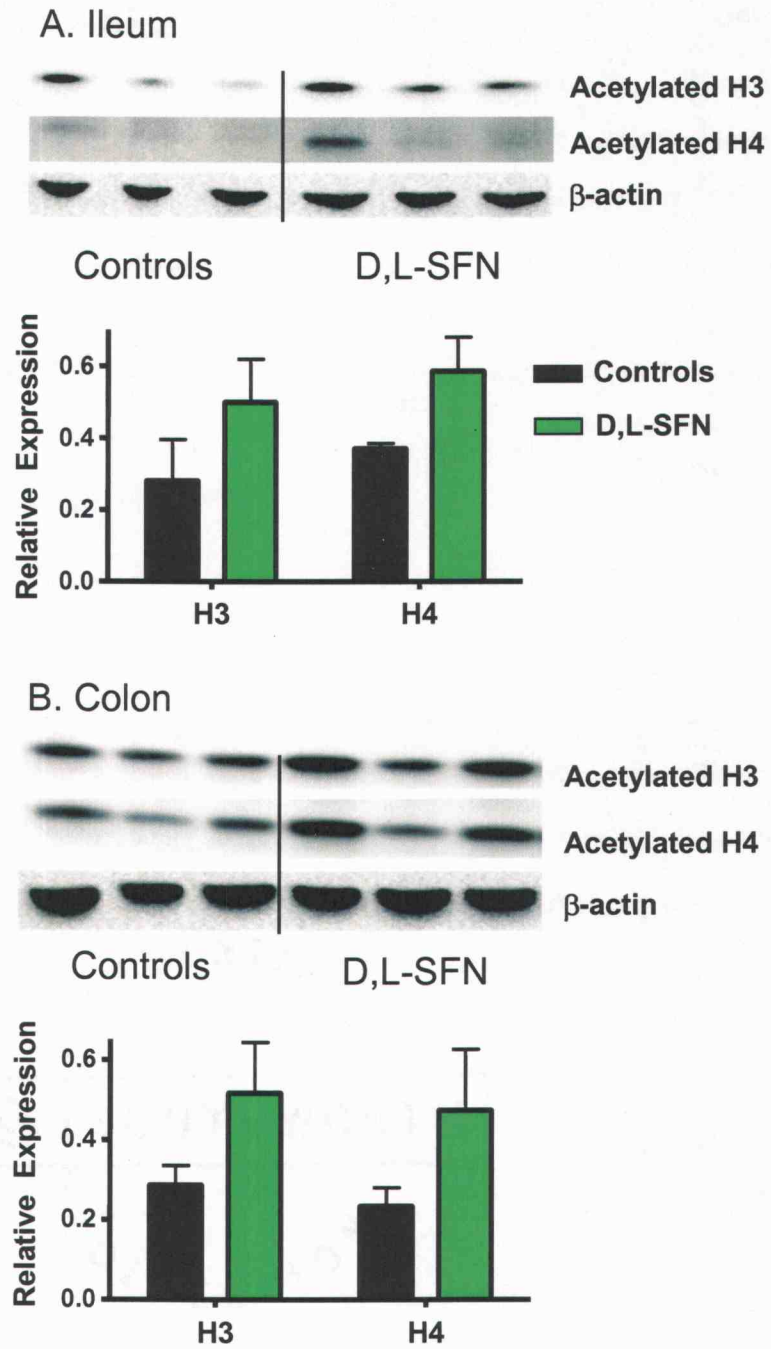 A. Ileum
Acetylated H3
Acetylated H4
β-actin
Controls D,L-SFN
Relative Expression
0.6
0.4
0.2
0.0
H3 H4
Controls
D,L-SFN
B. Colon
Acetylated H3
Acetylated H4
β-actin
Controls D,L-SFN
Relative Expression
0.6
0.4
0.2
0.0
H3 H4